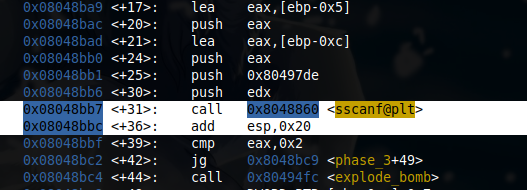 0x08048ba9 <+17>: lea eax,[ebp-0x5]
0x08048bac <+20>: push eax
0x08048bad <+21>: lea eax,[ebp-0xc]
0x08048bb0 <+24>: push eax
0x08048bb1 <+25>: push 0x80497de
0x08048bb6 <+30>: push edx
0x08048bb7 <+31>: call 0x8048860 <sscanf@plt>
0x08048bbc <+36>: add esp,0x20
0x08048bbf <+39>: cmp eax,0x2
0x08048bc2 <+42>: jg 0x8048bc9 <phase_3+49>
0x08048bc4 <+44>: call 0x80494fc <explode_bomb>